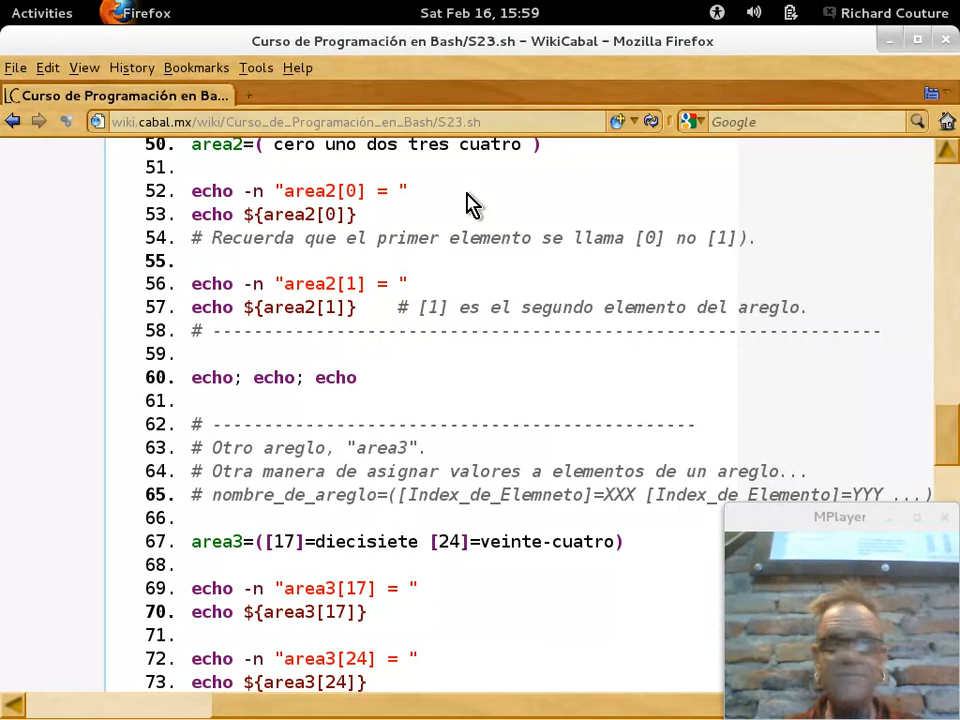 Activities Firefox Sat Feb 16, 15:59 Richard Couture
Curso de Programación en Bash/S23.sh - WikiCabal - Mozilla Firefox
File Edit View History Bookmarks Tools Help
Curso de Programación en Ba...
wiki.cabal.mx/wiki/Curso_de_Programación_en_Bash/S23.sh Google
50. area2=( cero uno dos tres cuatro )
51.
52. echo -n "area2[0] = "
53. echo ${area2[0]}
54. # Recuerda que el primer elemento se llama [0] no [1]).
55.
56. echo -n "area2[1] = "
57. echo ${area2[1]}    # [1] es el segundo elemento del areglo.
58. # -----------------------------------------------------------------
59.
60. echo; echo; echo
61.
62. # -----------------------------------------------
63. # Otro areglo, "area3".
64. # Otra manera de asignar valores a elementos de un areglo...
65. # nombre_de_areglo=([Index_de_Elemneto]=XXX [Index_de_Elemento]=YYY ...)
66.
67. area3=([17]=diecisiete [24]=veinte-cuatro)
68.
69. echo -n "area3[17] = "
70. echo ${area3[17]}
71.
72. echo -n "area3[24] = "
73. echo ${area3[24]}
MPlayer